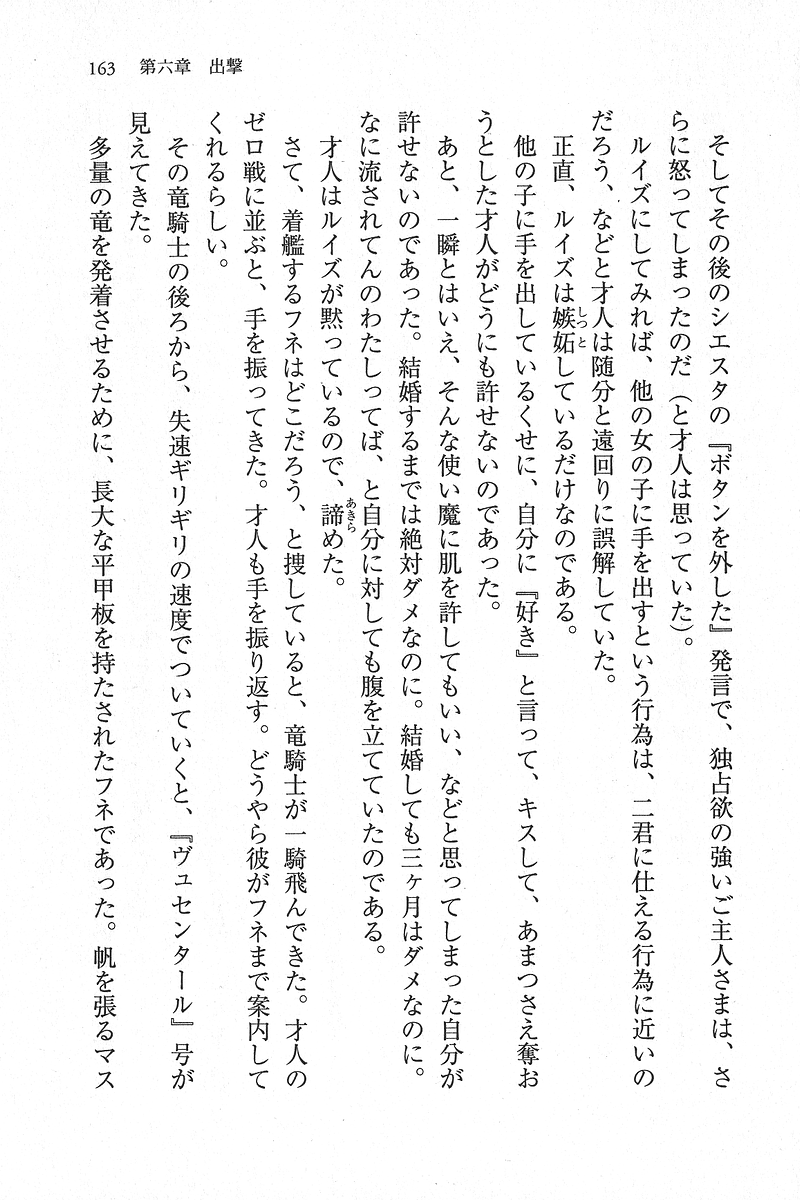 163　第六章　出撃
　そしてその後のシエスタの『ボタンを外した』発言で、独占欲の強いご主人さまは、さ
らに怒ってしまったのだ（と才人は思っていた）。
　ルイズにしてみれば、他の女の子に手を出すという行為は、二君に仕える行為に近いの
だろう、などと才人は随分と遠回りに誤解していた。
　正直、ルイズは嫉妬しているだけなのである。
しつと
　他の子に手を出しているくせに、自分に『好き』と言って、キスして、あまつさえ奪お
うとした才人がどうにも許せないのであった。
　あと、一瞬とはいえ、そんな使い魔に肌を許してもいい、などと思ってしまった自分が
許せないのであった。結婚するまでは絶対ダメなのに。結婚しても三ヶ月はダメなのに。
なに流されてんのわたしってば、と自分に対しても腹を立てていたのである。
　才人はルイズが黙っているので、諦めた。
あきら
　さて、着艦するフネはどこだろう、と捜していると、竜騎士が一騎飛んできた。才人の
ゼロ戦に並ぶと、手を振ってきた。才人も手を振り返す。どうやら彼がフネまで案内して
くれるらしい。
　その竜騎士の後ろから、失速ギリギリの速度でついていくと、『ヴュセンタール』号が
見えてきた。
　多量の竜を発着させるために、長大な平甲板を持たされたフネであった。帆を張るマス